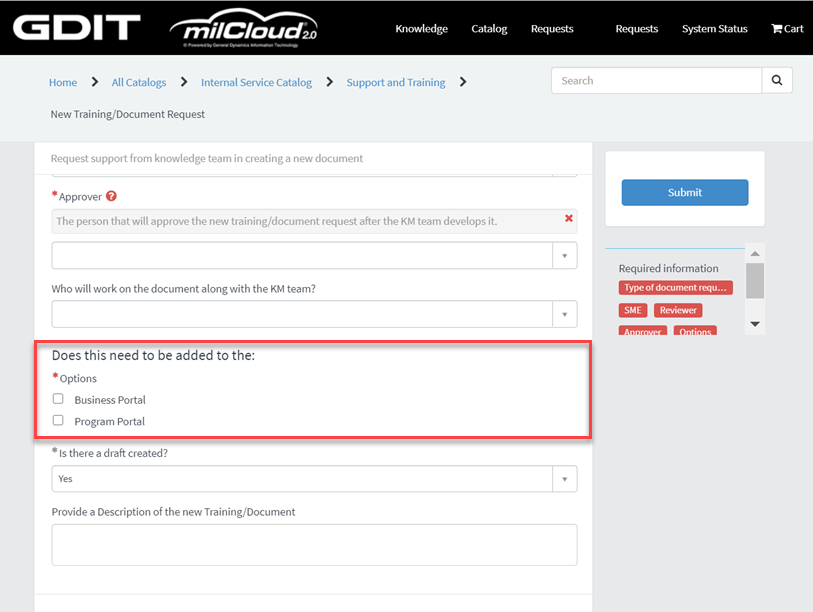 GDIT milCloud® 2.0
© Powered by General Dynamics Information Technology
Knowledge Catalog Requests Requests System Status Cart
Home All Catalogs Internal Service Catalog Support and Training
New Training/Document Request
Search
Request support from knowledge team in creating a new document
Submit
* Approver ?
The person that will approve the new training/document request after the KM team develops it.
Who will work on the document along with the KM team?
Required information
Type of document requ...
SME Reviewer
Approver Options
Does this need to be added to the:
* Options
Business Portal
Program Portal
* Is there a draft created?
Yes
Provide a Description of the new Training/Document